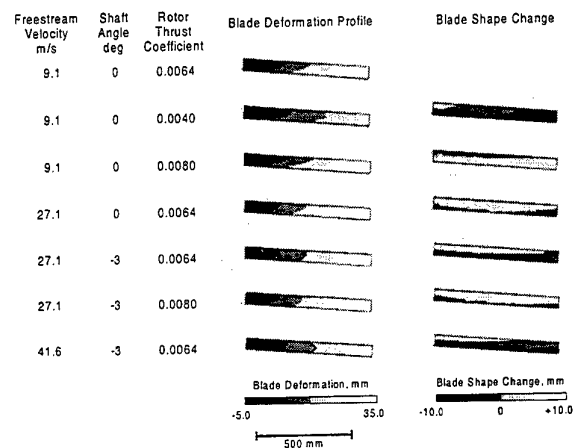 Freestream Velocity m/s
Shaft Angle deg
Rotor Thrust Coefficient
Blade Deformation Profile
Blade Shape Change
9.1 0 0.0064
9.1 0 0.0040
9.1 0 0.0080
27.1 0 0.0064
27.1 -3 0.0064
27.1 -3 0.0080
41.6 -3 0.0064
Blade Deformation, mm
-5.0 35.0
Blade Shape Change, mm
-10.0 0 +10.0
500 mm